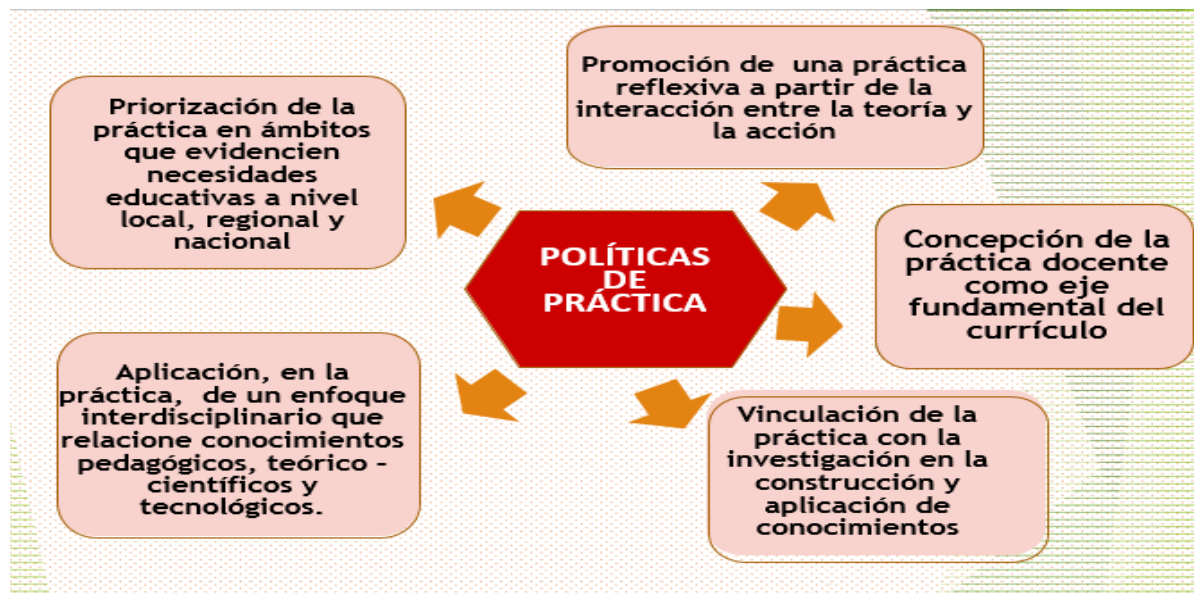 Promoción de una práctica
reflexiva a partir de la
interacción entre la teoría y
la acción
Priorización de la
práctica en ámbitos
que evidencien
necesidades
educativas a nivel
local, regional y
nacional
POLÍTICAS
DE
PRÁCTICA
Concepción de la
práctica docente
como eje
fundamental del
currículo
Aplicación, en la
práctica, de un enfoque
interdisciplinario que
relacione conocimientos
pedagógicos, teórico -
científicos y
tecnológicos.
Vinculación de la
práctica con la
investigación en la
construcción y
aplicación de
conocimientos